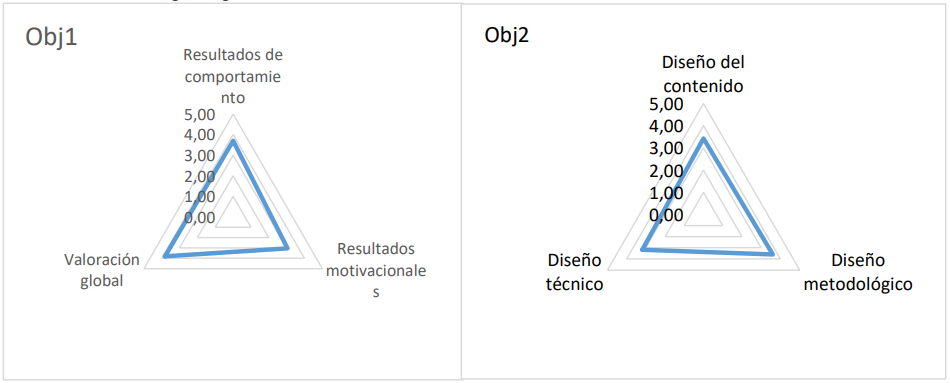 Obj1
Resultados de
comportamie
nto
5,00
4,00
3,00
2,00
1,00
0,00
Valoración
global
Resultados
motivacionale
s
Obj2
Diseño del
contenido
5,00
4,00
3,00
2,00
1,00
0,00
Diseño
técnico
Diseño
metodológico